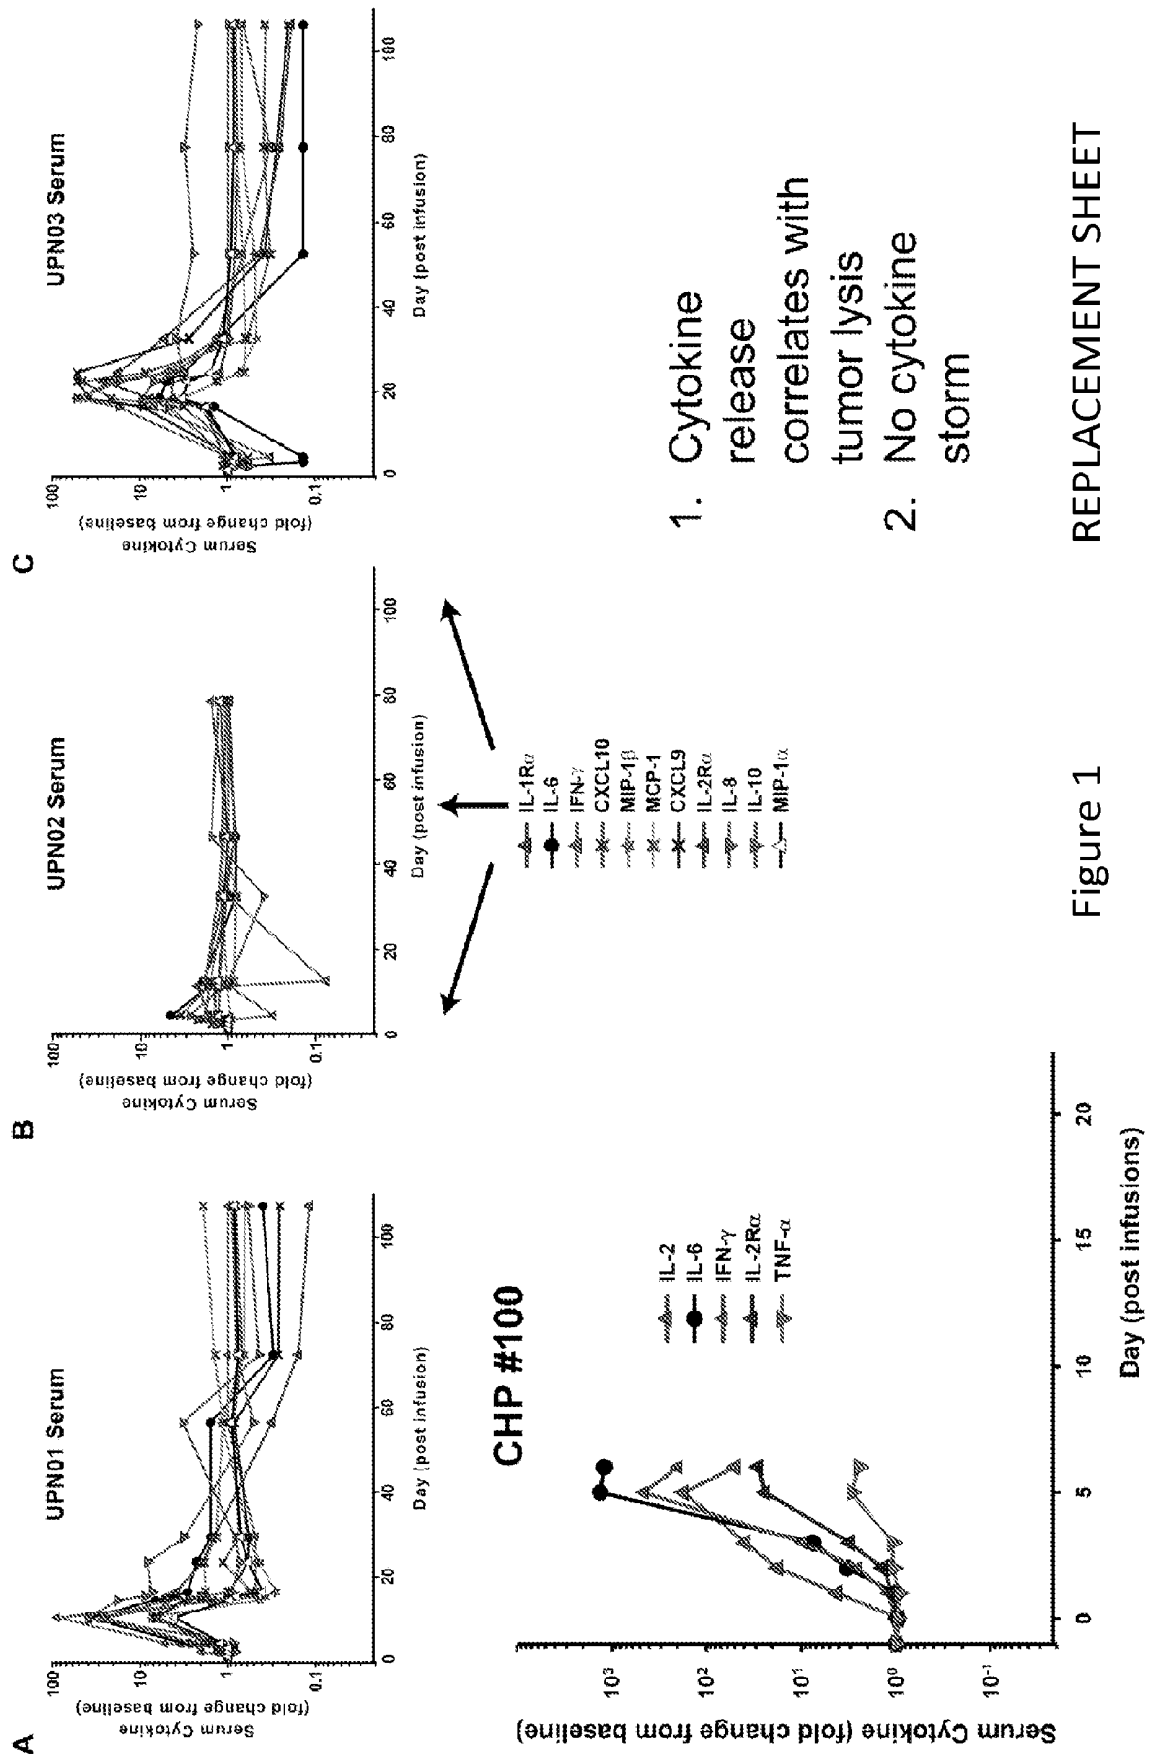 A
UPN01 Serum
Serum Cytokine
(fold change from baseline)
100
10
1
0.1
0
20
40
60
80
100
Day (post infusion)
B
UPN02 Serum
Serum Cytokine
(fold change from baseline)
100
10
1
0.1
0
20
40
60
80
100
Day (post infusion)
C
UPN03 Serum
Serum Cytokine
(fold change from baseline)
100
10
1
0.1
0
20
40
60
80
100
Day (post infusion)
IL-1Rα
IL-6
IFN-γ
CXCL10
MIP-1β
MCP-1
CXCL9
IL-2Rα
IL-8
IL-10
MIP-1α
CHP #100
Serum Cytokine (fold change from baseline)
10³
10²
10¹
10⁰
10⁻¹
0
5
10
15
20
Day (post infusions)
IL-2
IL-6
IFN-γ
IL-2Rα
TNF-α
1. Cytokine
release
correlates with
tumor lysis
2. No cytokine
storm
Figure 1
REPLACEMENT SHEET